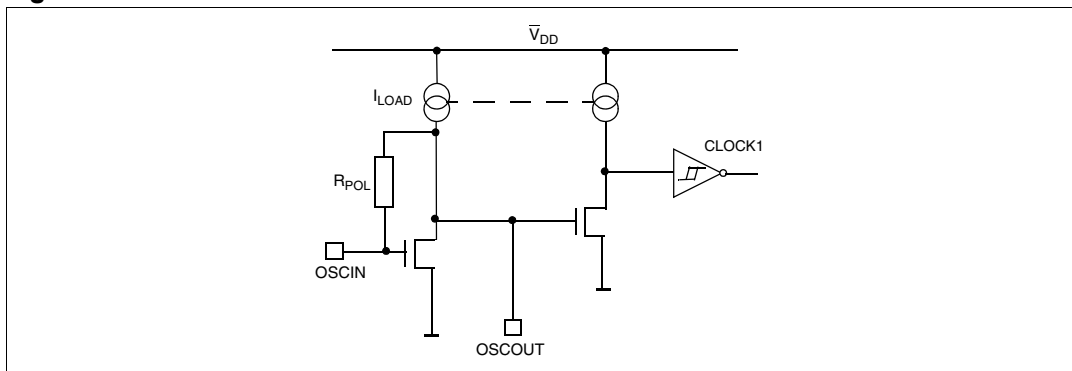 V̅DD
ILOAD
CLOCK1
RPOL
OSCIN
OSCOUT